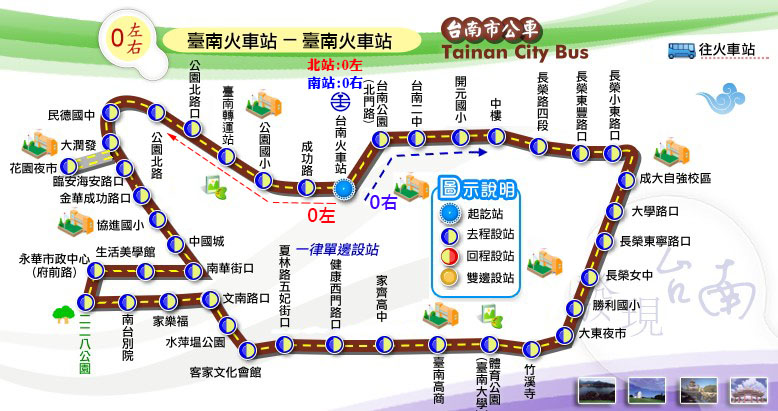 0左
右
臺南火車站 － 臺南火車站
台南市公車
Tainan City Bus
往火車站
北站:0左
南站:0右
民德國中
大潤發
花園夜市
臨安海安路口
金華成功路口
協進國小
中國城
公園北路
公園北路口
臺南轉運站
公園國小
成功路
台南火車站
台南公園
(北門路)
台南二中
開元國小
中樓
長榮路四段
長榮東豐路口
長榮小東路口
成大自強校區
大學路口
長榮東寧路口
長榮女中
勝利國小
大東夜市
竹溪寺
體育公園
(臺南大學)
臺南高商
家齊高中
健康西門路口
夏林路五妃街口
客家文化會館
水萍塭公園
文南路口
家樂福
南台別院
二二八公園
永華市政中心
(府前路)
生活美學館
南華街口
0左
0右
一律單邊設站
圖示說明
起訖站
去程設站
回程設站
雙邊設站
發現
台南